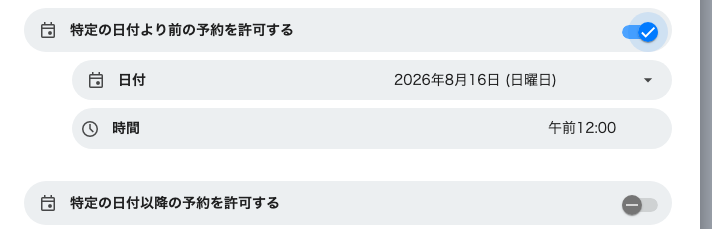 特定の日付より前の予約を許可する
日付 2026年8月16日 (日曜日)
時間 午前12:00
特定の日付以降の予約を許可する